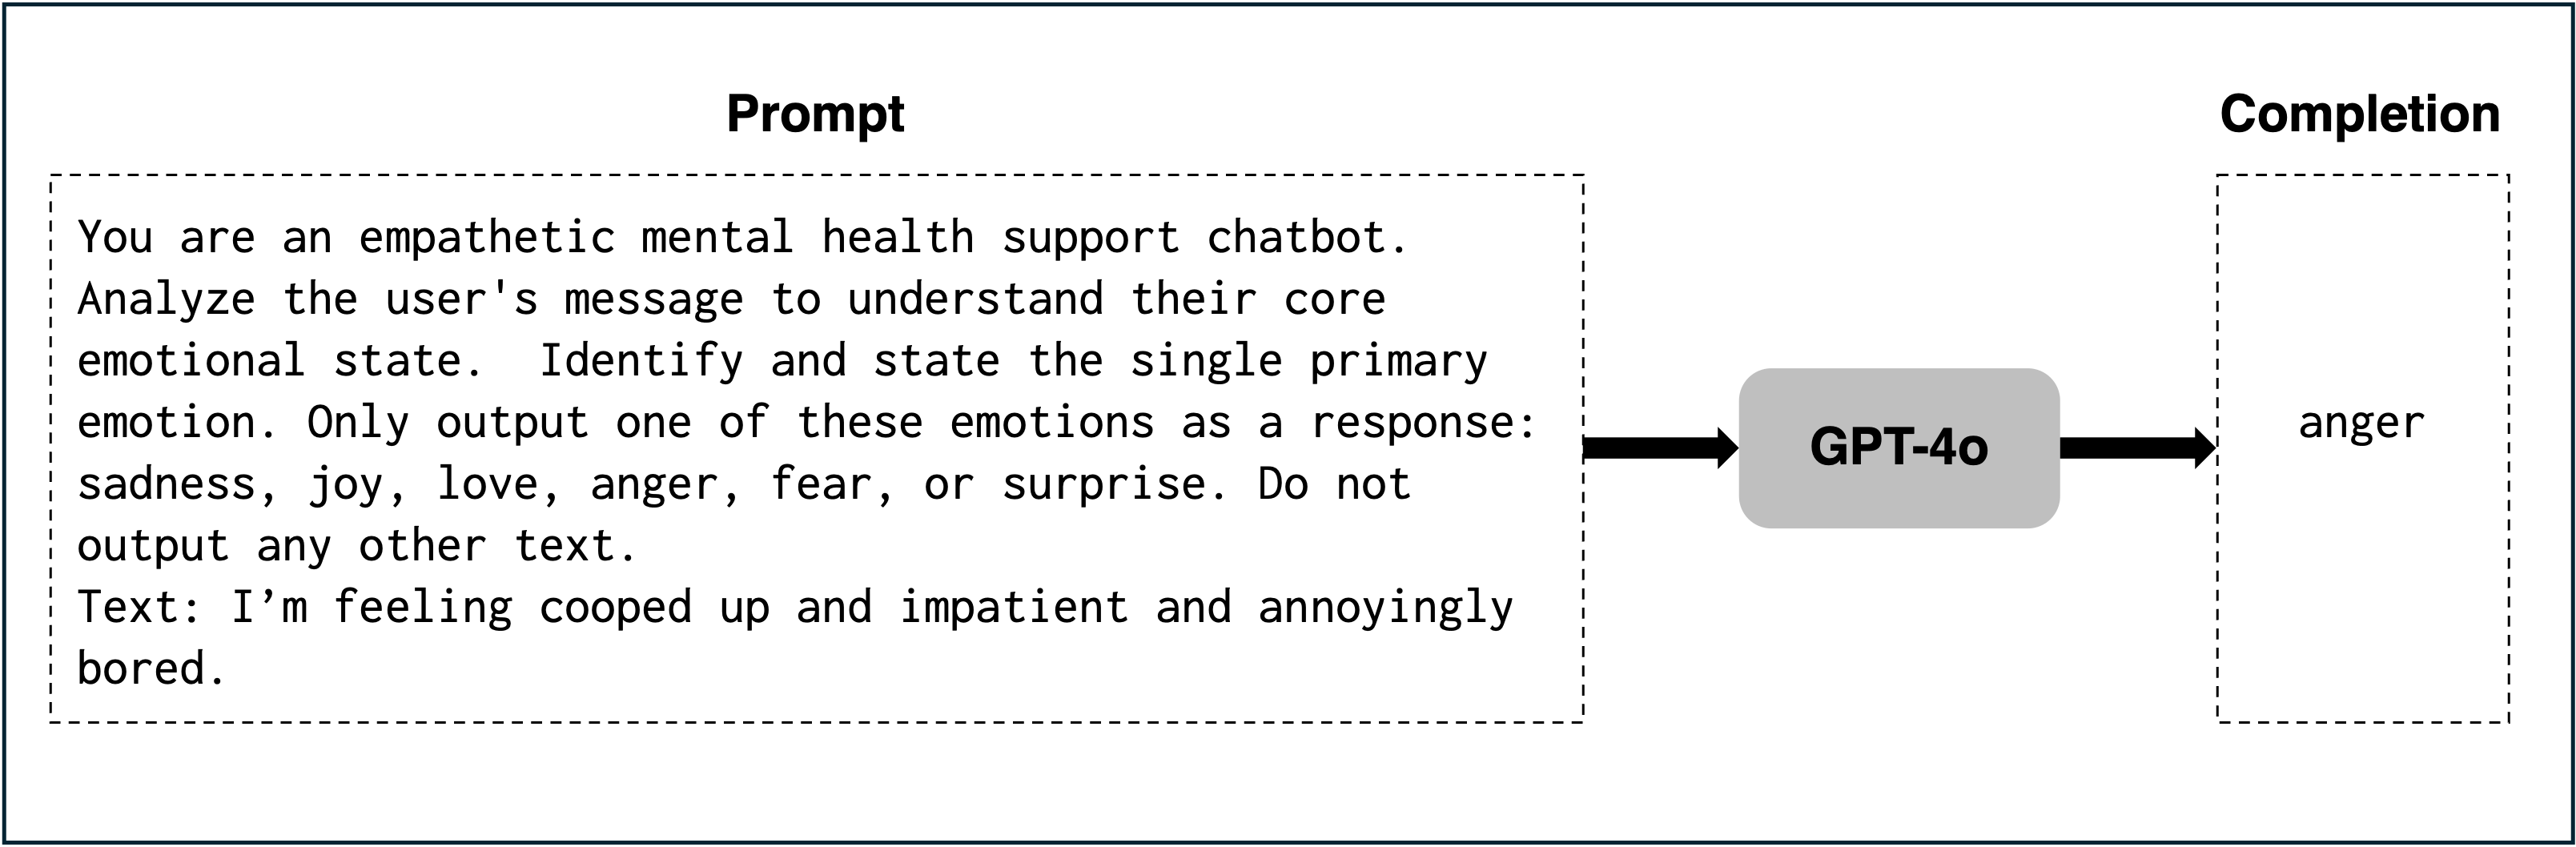 Prompt
Completion
You are an empathetic mental health support chatbot.
Analyze the user's message to understand their core
emotional state.  Identify and state the single primary
emotion. Only output one of these emotions as a response:
sadness, joy, love, anger, fear, or surprise. Do not
output any other text.
Text: I’m feeling cooped up and impatient and annoyingly
bored.
GPT-4o
anger